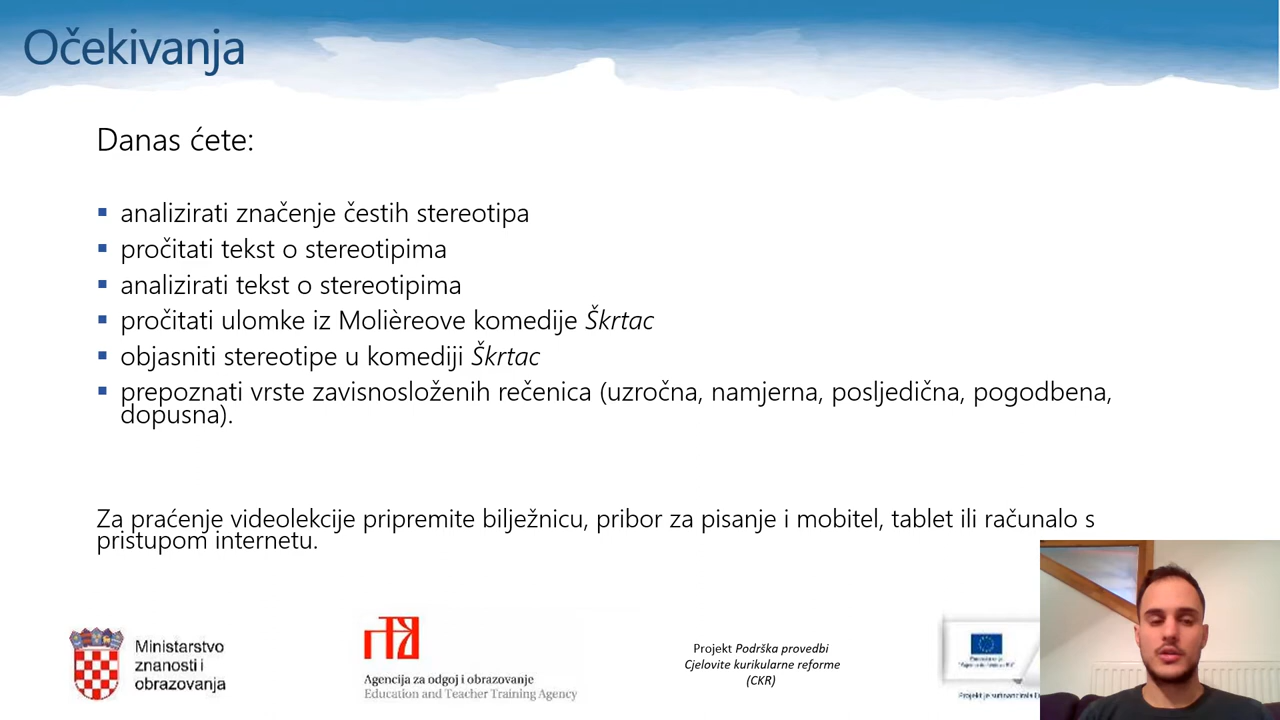 Očekivanja
Danas ćete:
▪ analizirati značenje čestih stereotipa
▪ pročitati tekst o stereotipima
▪ analizirati tekst o stereotipima
▪ pročitati ulomke iz Molièreove komedije Škrtac
▪ objasniti stereotipe u komediji Škrtac
▪ prepoznati vrste zavisnosloženih rečenica (uzročna, namjerna, posljedična, pogodbena,
dopusna).
Za praćenje videolekcije pripremite bilježnicu, pribor za pisanje i mobitel, tablet ili računalo s
pristupom internetu.
Ministarstvo
znanosti i
obrazovanja
Agencija za odgoj i obrazovanje
Education and Teacher Training Agency
Projekt Podrška provedbi
Cjelovite kurikularne reforme
(CKR)
Projekt je sufinancirala